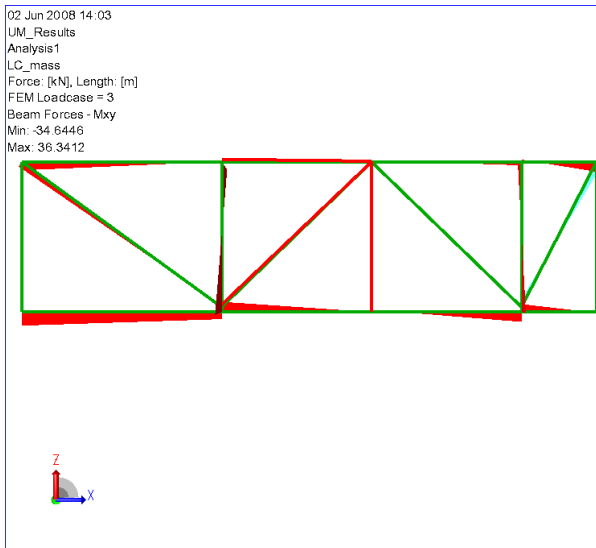 02 Jun 2008 14:03
UM_Results
Analysis1
LC_mass
Force: [kN], Length: [m]
FEM Loadcase = 3
Beam Forces - Mxy
Min: -34.6446
Max: 36.3412
Z
X